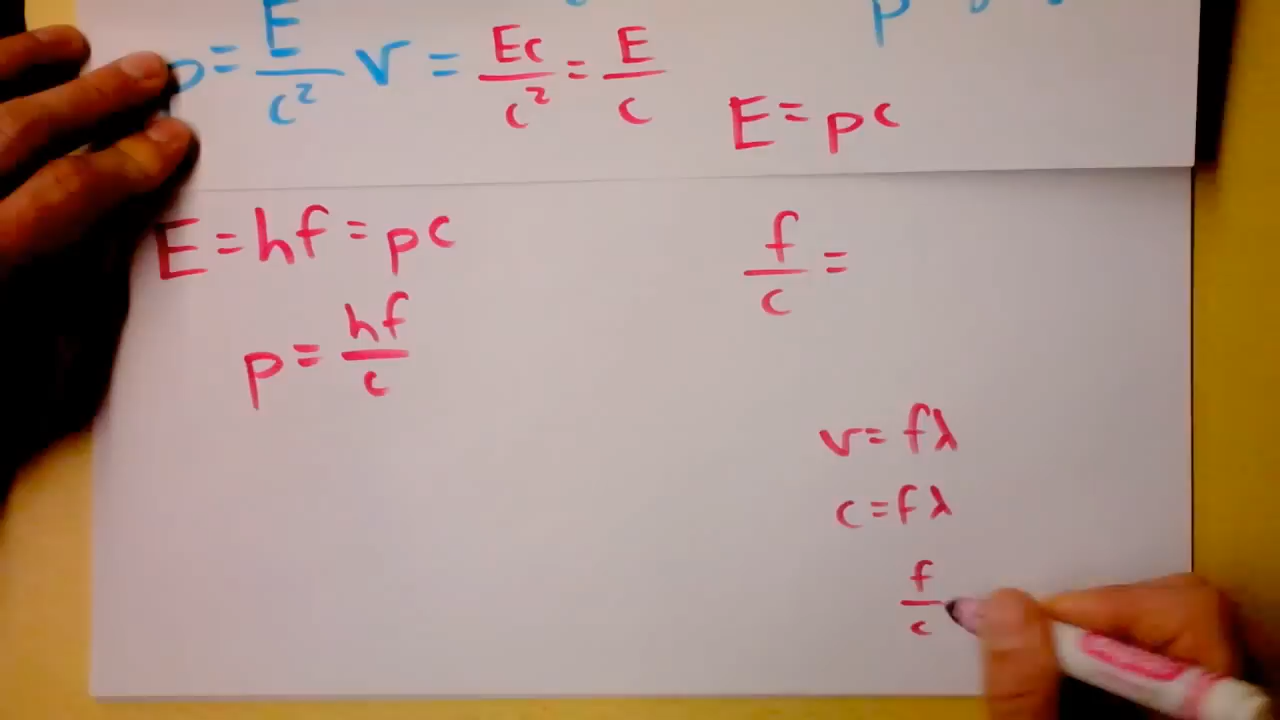 p = E/c² v = Ec/c² = E/c
p
E = pc
E = hf = pc
p = hf/c
f/c =
v = fλ
c = fλ
f/c